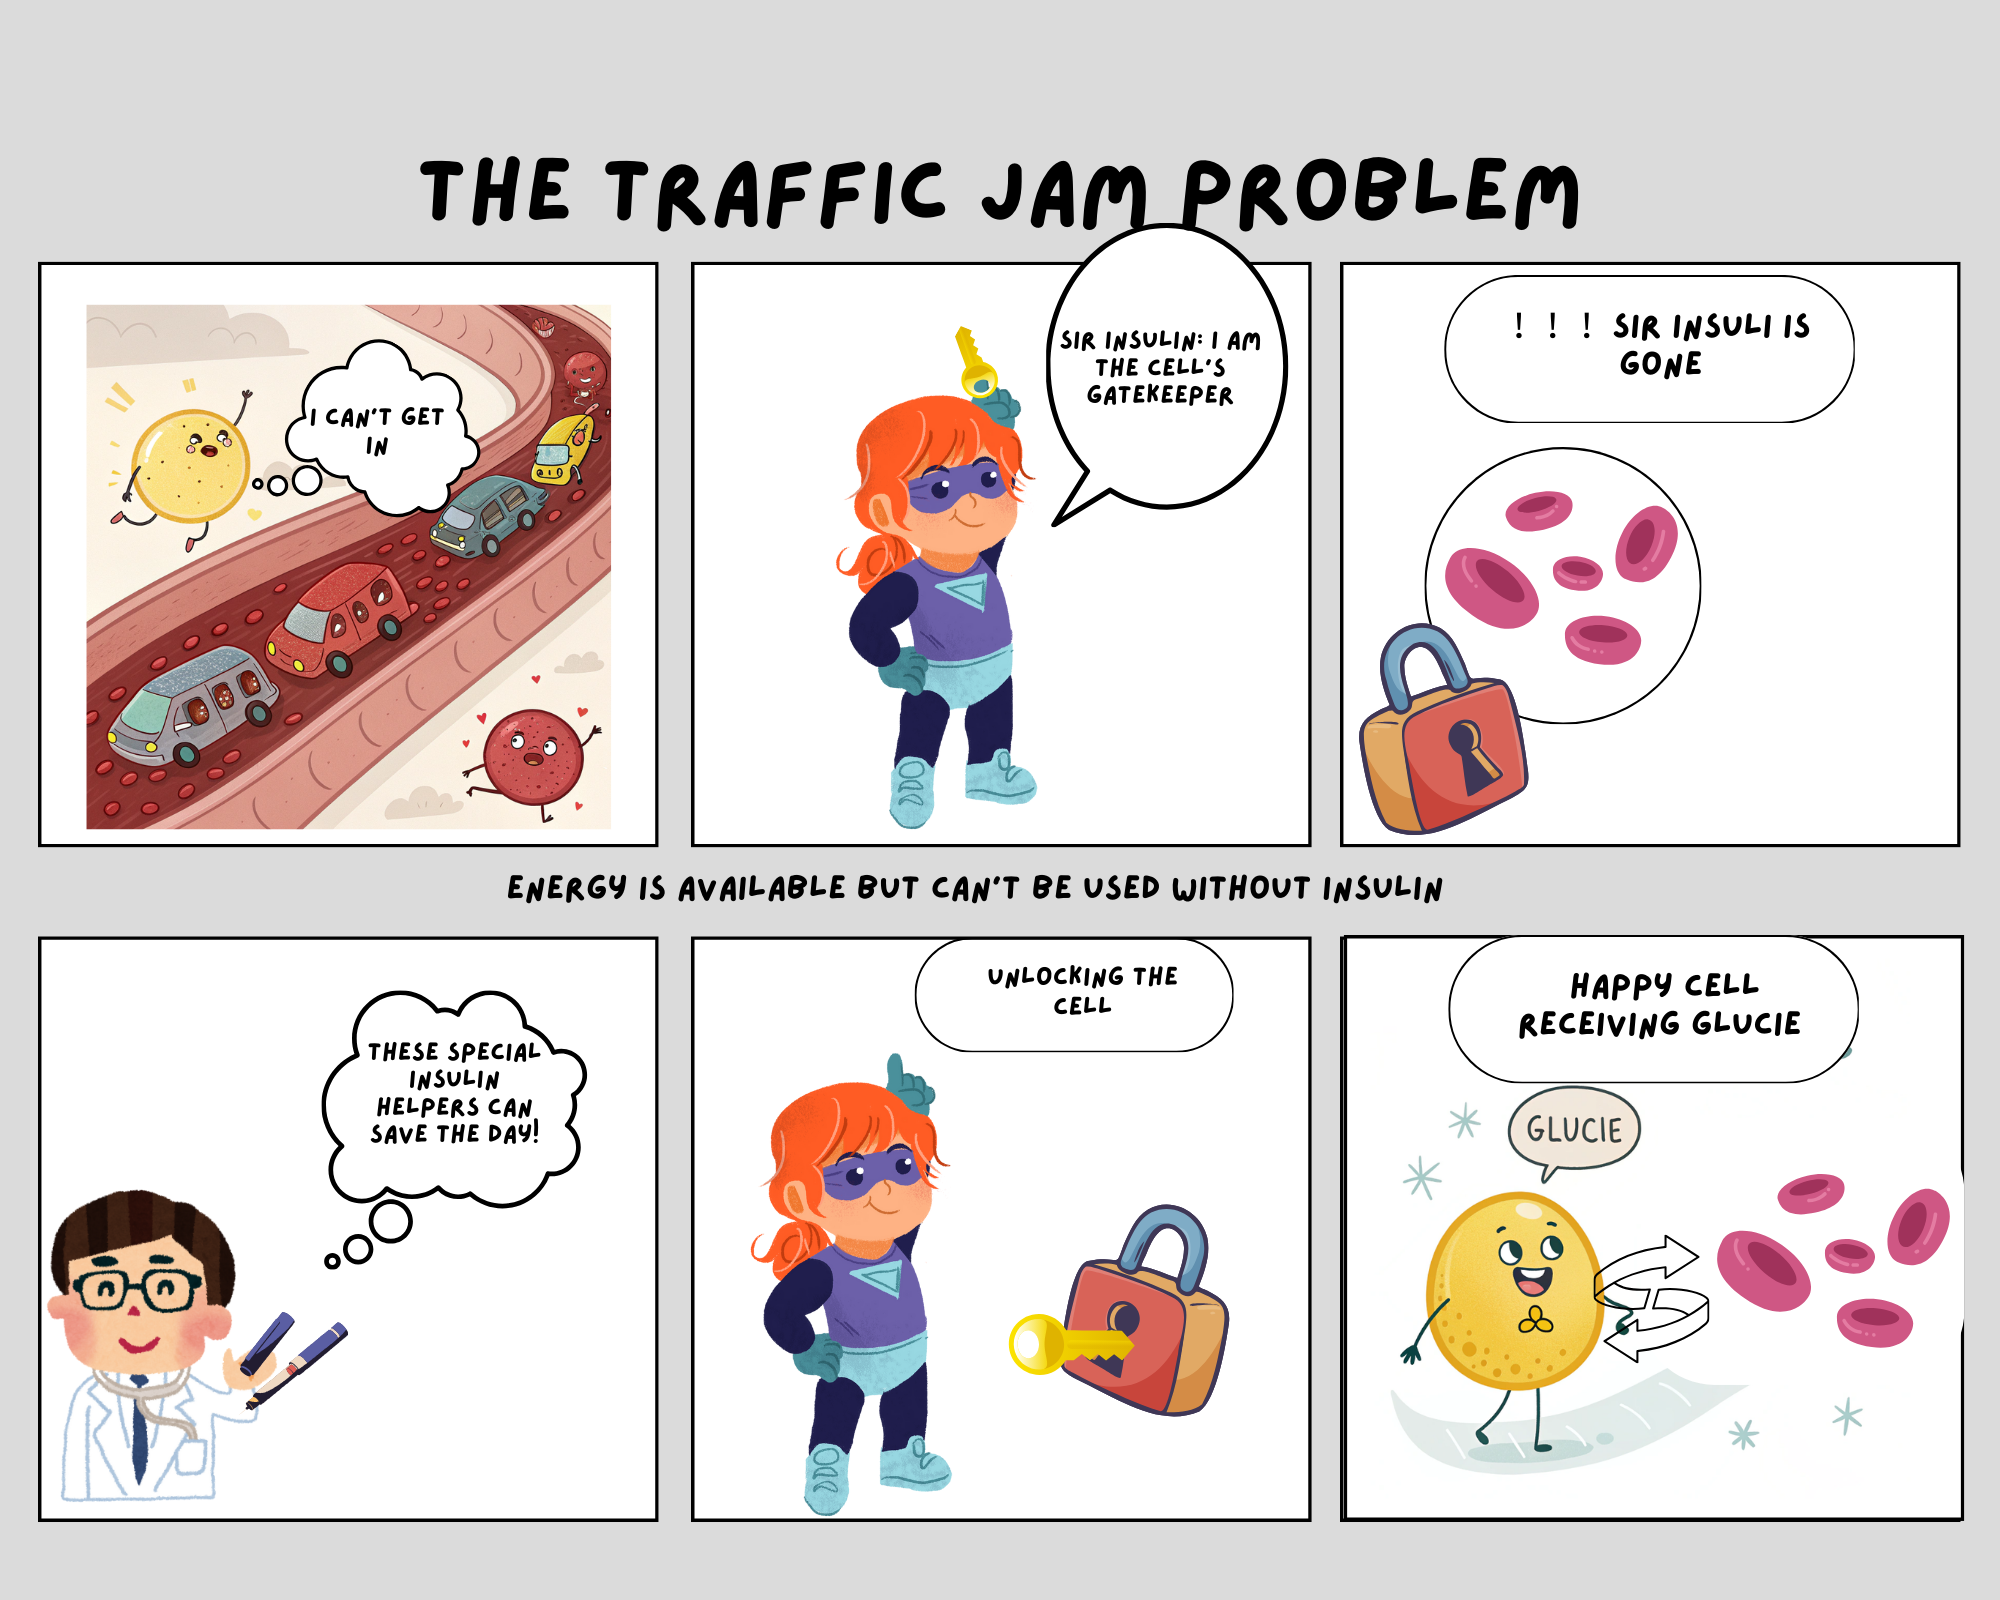 THE TRAFFIC JAM PROBLEM
I CAN'T GET
IN
SIR INSULIN: I AM
THE CELL'S
GATEKEEPER
! ! ! SIR INSULI IS
GONE
ENERGY IS AVAILABLE BUT CAN'T BE USED WITHOUT INSULIN
THESE SPECIAL
INSULIN
HELPERS CAN
SAVE THE DAY!
UNLOCKING THE
CELL
HAPPY CELL
RECEIVING GLUCIE
GLUCIE